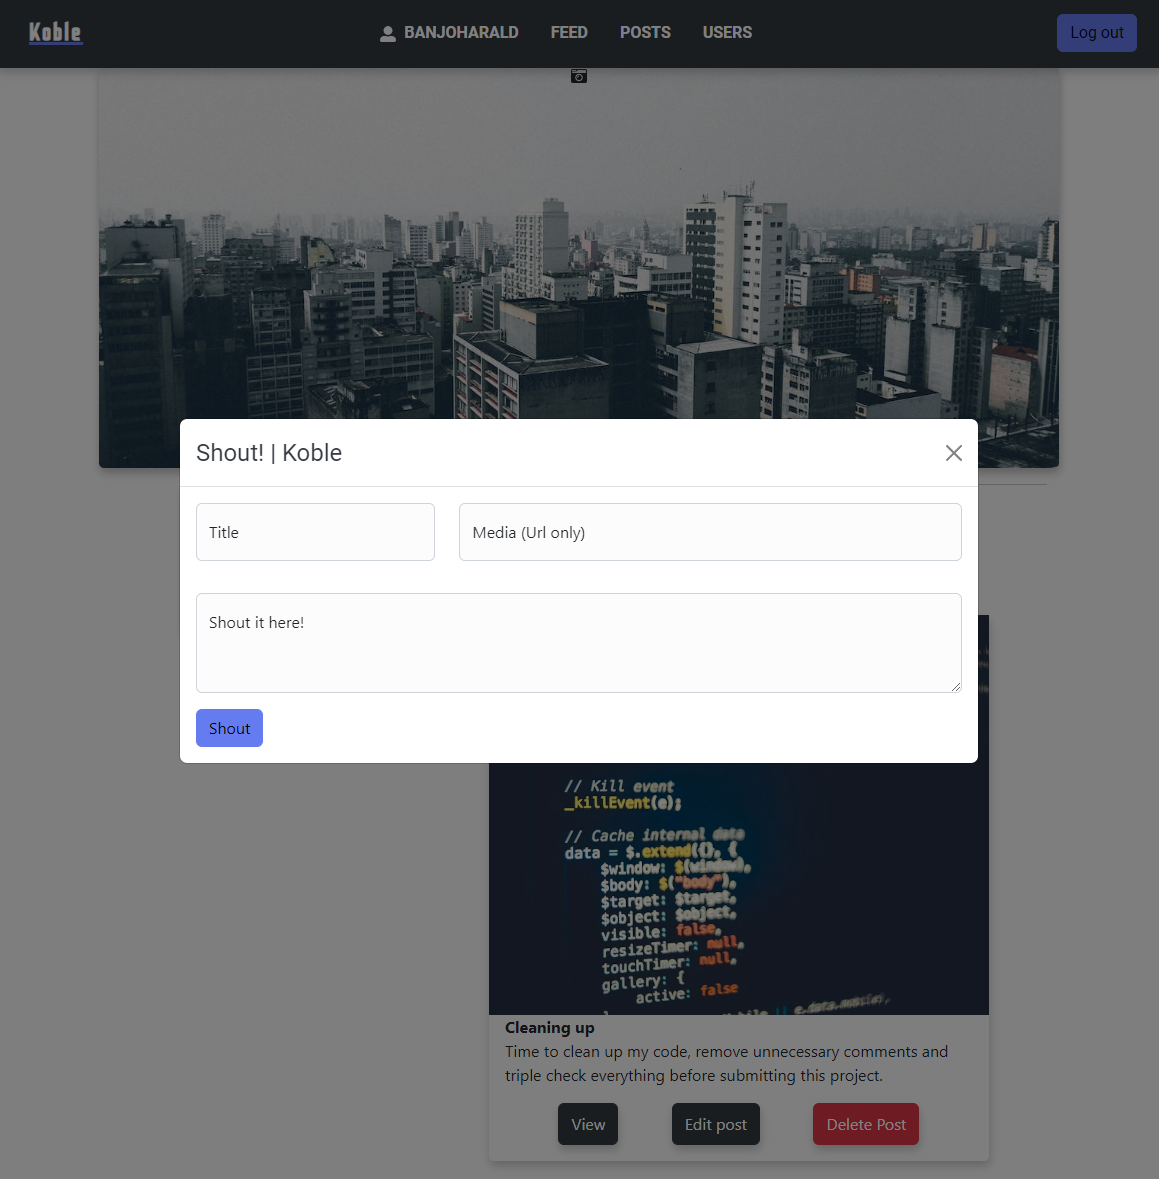 Koble
BANJOHARALD
FEED
POSTS
USERS
Log out
Shout! | Koble
Title
Media (Url only)
Shout it here!
Shout
// Kill event
_killEvent(e);
// Cache internal data
data = $.extend({}, {
$window: $(window),
$body: $("body"),
$target: $target,
$object: $object,
visible: false,
resizeTimer: null,
touchTimer: null,
gallery: {
active: false
|| e.data.mobile,
Cleaning up
Time to clean up my code, remove unnecessary comments and
triple check everything before submitting this project.
View
Edit post
Delete Post